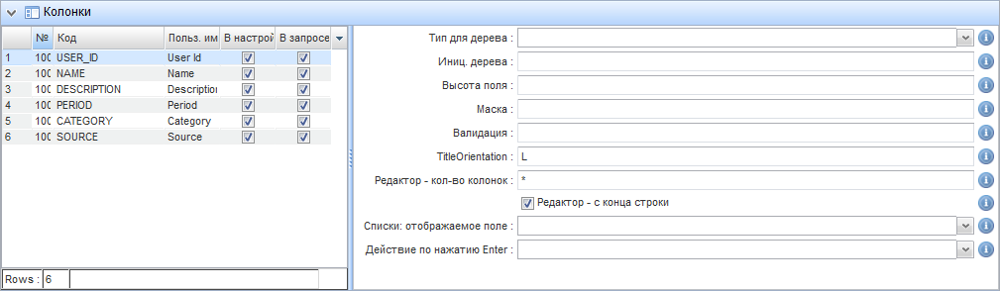 Колонки
№ Код Польз. им В настрой В запросе
1 100 USER_ID User Id
2 100 NAME Name
3 100 DESCRIPTION Description
4 100 PERIOD Period
5 100 CATEGORY Category
6 100 SOURCE Source
Rows : 6
Тип для дерева :
Иниц. дерева :
Высота поля :
Маска :
Валидация :
TitleOrientation : L
Редактор - кол-во колонок : *
Редактор - с конца строки
Списки: отображаемое поле :
Действие по нажатию Enter :